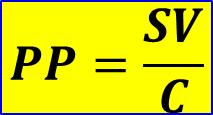 PP = SV/C